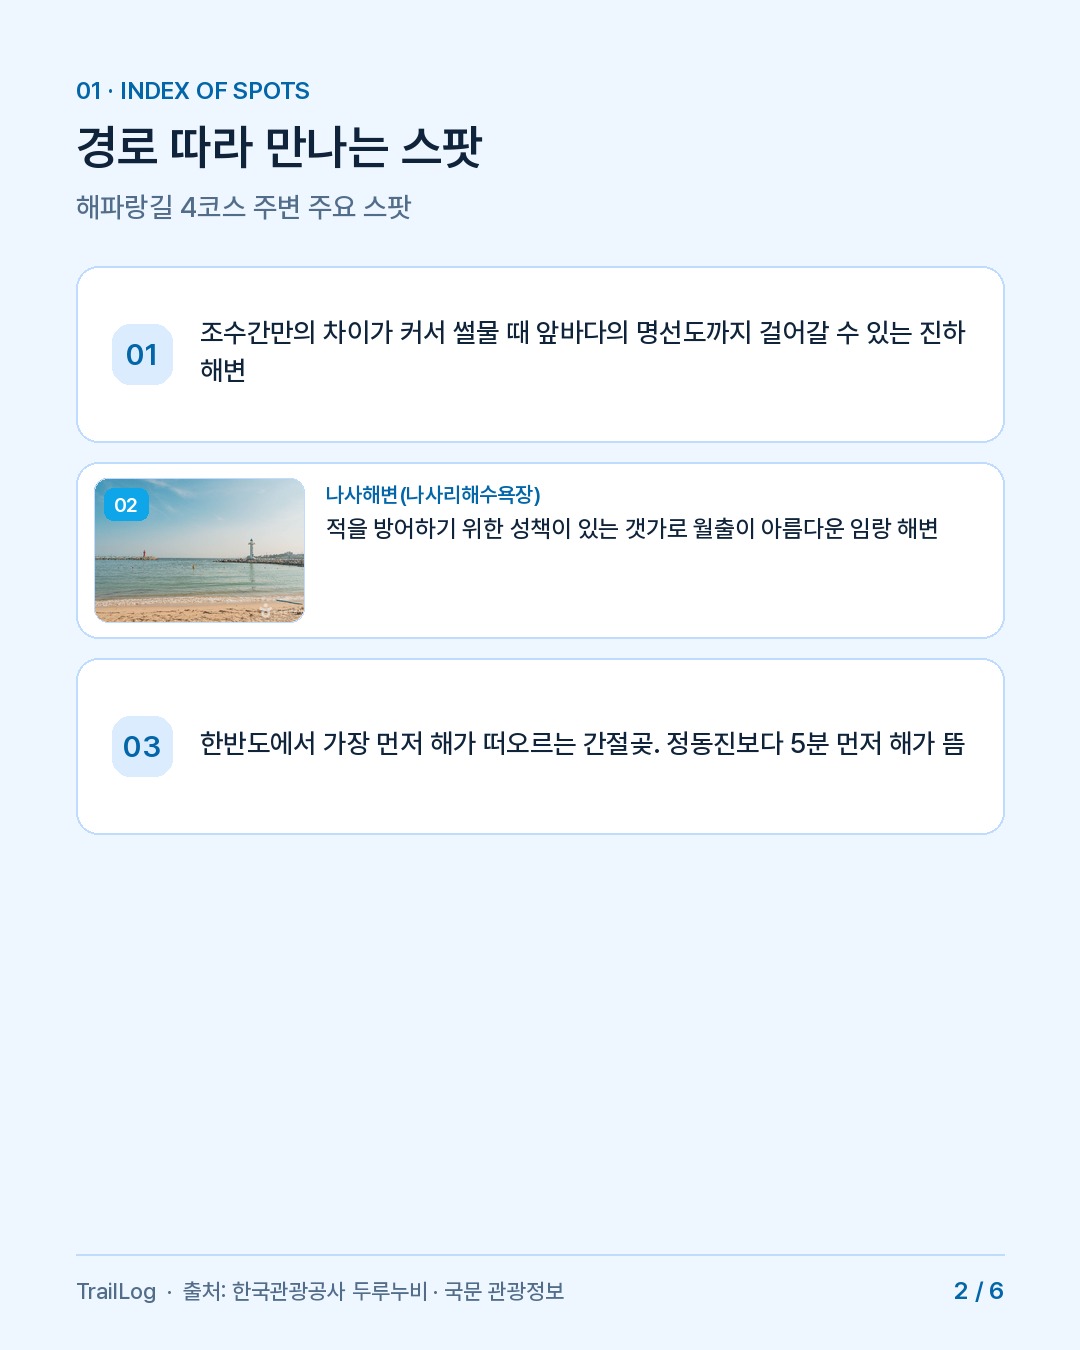 01 · INDEX OF SPOTS
경로 따라 만나는 스팟
해파랑길 4코스 주변 주요 스팟
01
조수간만의 차이가 커서 썰물 때 앞바다의 명선도까지 걸어갈 수 있는 진하
해변
02
나사해변(나사리해수욕장)
적을 방어하기 위한 성책이 있는 갯가로 월출이 아름다운 임랑 해변
03
한반도에서 가장 먼저 해가 떠오르는 간절곶. 정동진보다 5분 먼저 해가 뜸
TrailLog · 출처: 한국관광공사 두루누비 · 국문 관광정보
2 / 6